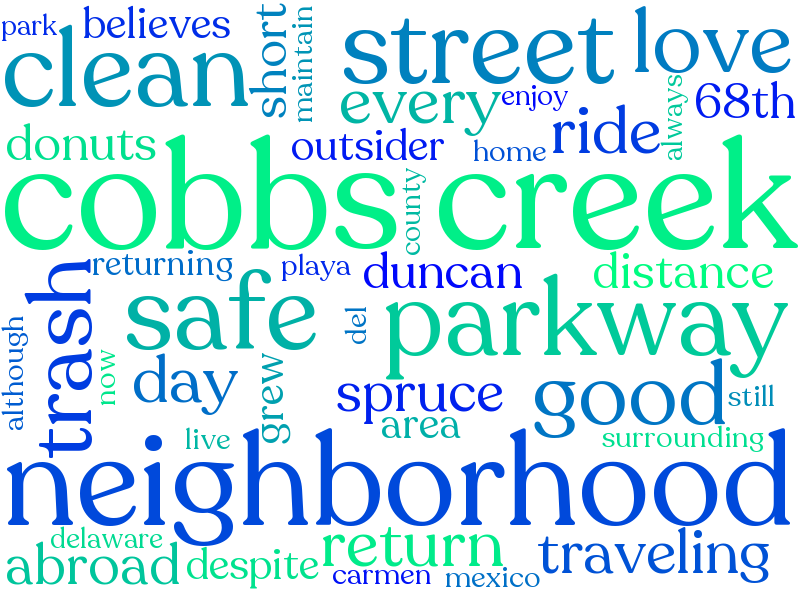 park
believes
clean
short
maintain
street
love
every
enjoy
always
68th
donuts
outsider
home
ride
cobbs
county
creek
returning
playa
duncan
distance
trash
safe
del
parkway
although
now
day
grew
spruce
good
still
area
live
surrounding
neighborhood
delaware
abroad
despite
return
carmen
mexico
traveling